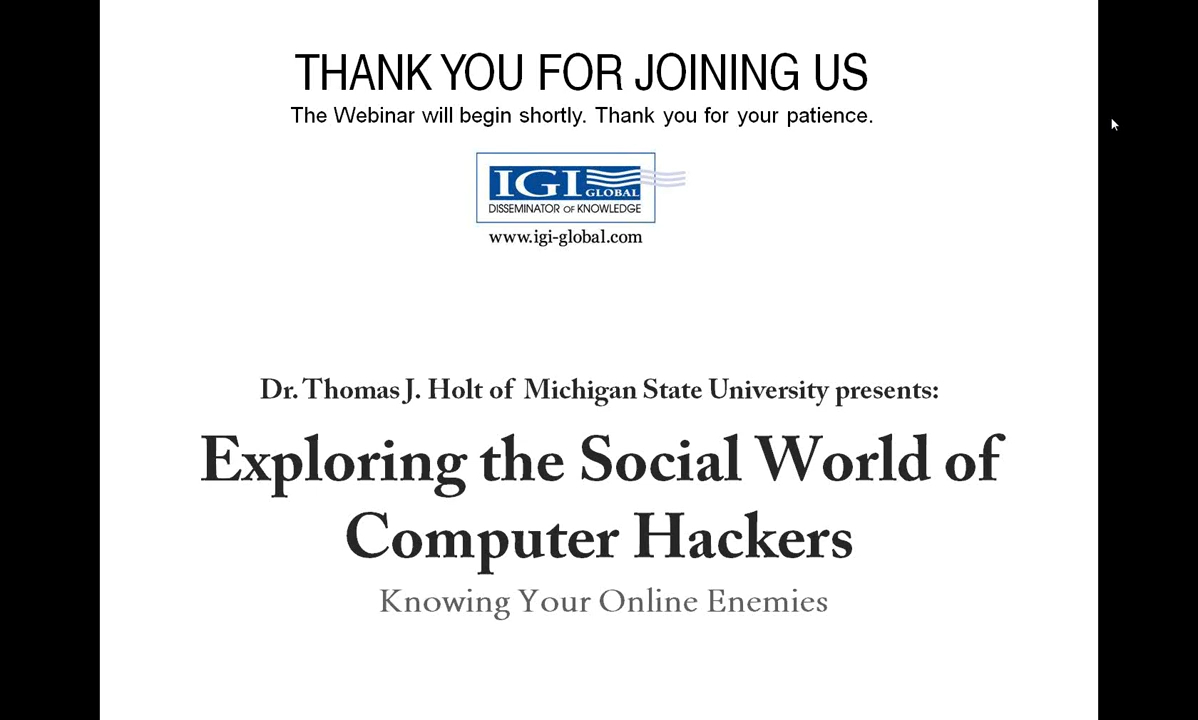 THANK YOU FOR JOINING US
The Webinar will begin shortly. Thank you for your patience.
IGI GLOBAL
DISSEMINATOR OF KNOWLEDGE
www.igi-global.com
Dr. Thomas J. Holt of Michigan State University presents:
Exploring the Social World of
Computer Hackers
Knowing Your Online Enemies